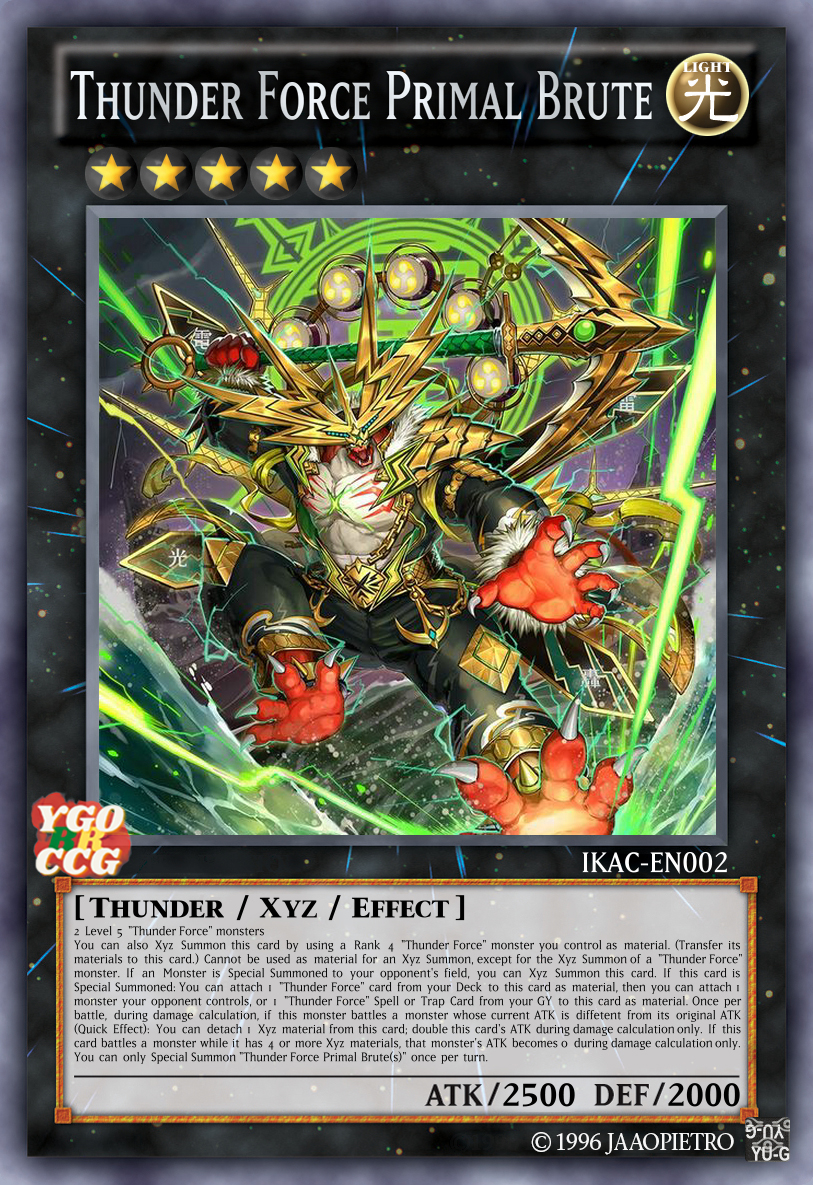 THUNDER FORCE PRIMAL BRUTE
LIGHT
光
電
雷
光
YGO
RR
CCG
IKAC-EN002
[ THUNDER / XYZ / EFFECT ]
2 Level 5 "Thunder Force" monsters
You can also Xyz Summon this card by using a Rank 4 "Thunder Force" monster you control as material. (Transfer its
materials to this card.) Cannot be used as material for an Xyz Summon, except for the Xyz Summon of a "Thunder Force"
monster. If an Monster is Special Summoned to your opponent's field, you can Xyz Summon this card. If this card is
Special Summoned: You can attach 1 "Thunder Force" card from your Deck to this card as material, then you can attach 1
monster your opponent controls, or 1 "Thunder Force" Spell or Trap Card from your GY to this card as material. Once per
battle, during damage calculation, if this monster battles a monster whose current ATK is diffetent from its original ATK
(Quick Effect): You can detach 1 Xyz material from this card; double this card's ATK during damage calculation only. If this
card battles a monster while it has 4 or more Xyz materials, that monster's ATK becomes 0 during damage calculation only.
You can only Special Summon "Thunder Force Primal Brute(s)" once per turn.
ATK/2500 DEF/2000
© 1996 JAAOPIETRO
YU-G
YU-G